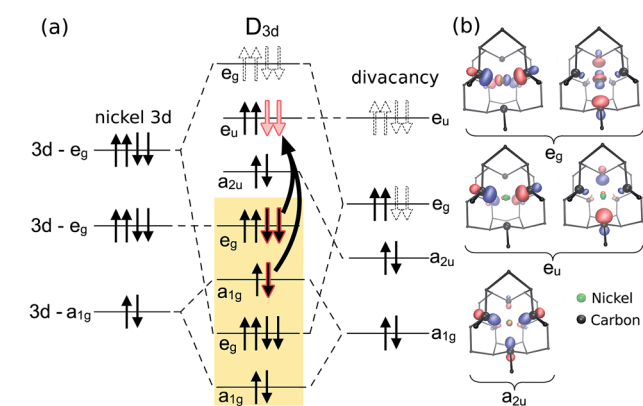 (a)
D3d
(b)
eg
divacancy
nickel 3d
eu
eu
3d - eg
a2u
eg
eg
3d - eg
eg
eu
a2u
a1g
Nickel
3d - a1g
Carbon
eg
a1g
a1g
a2u